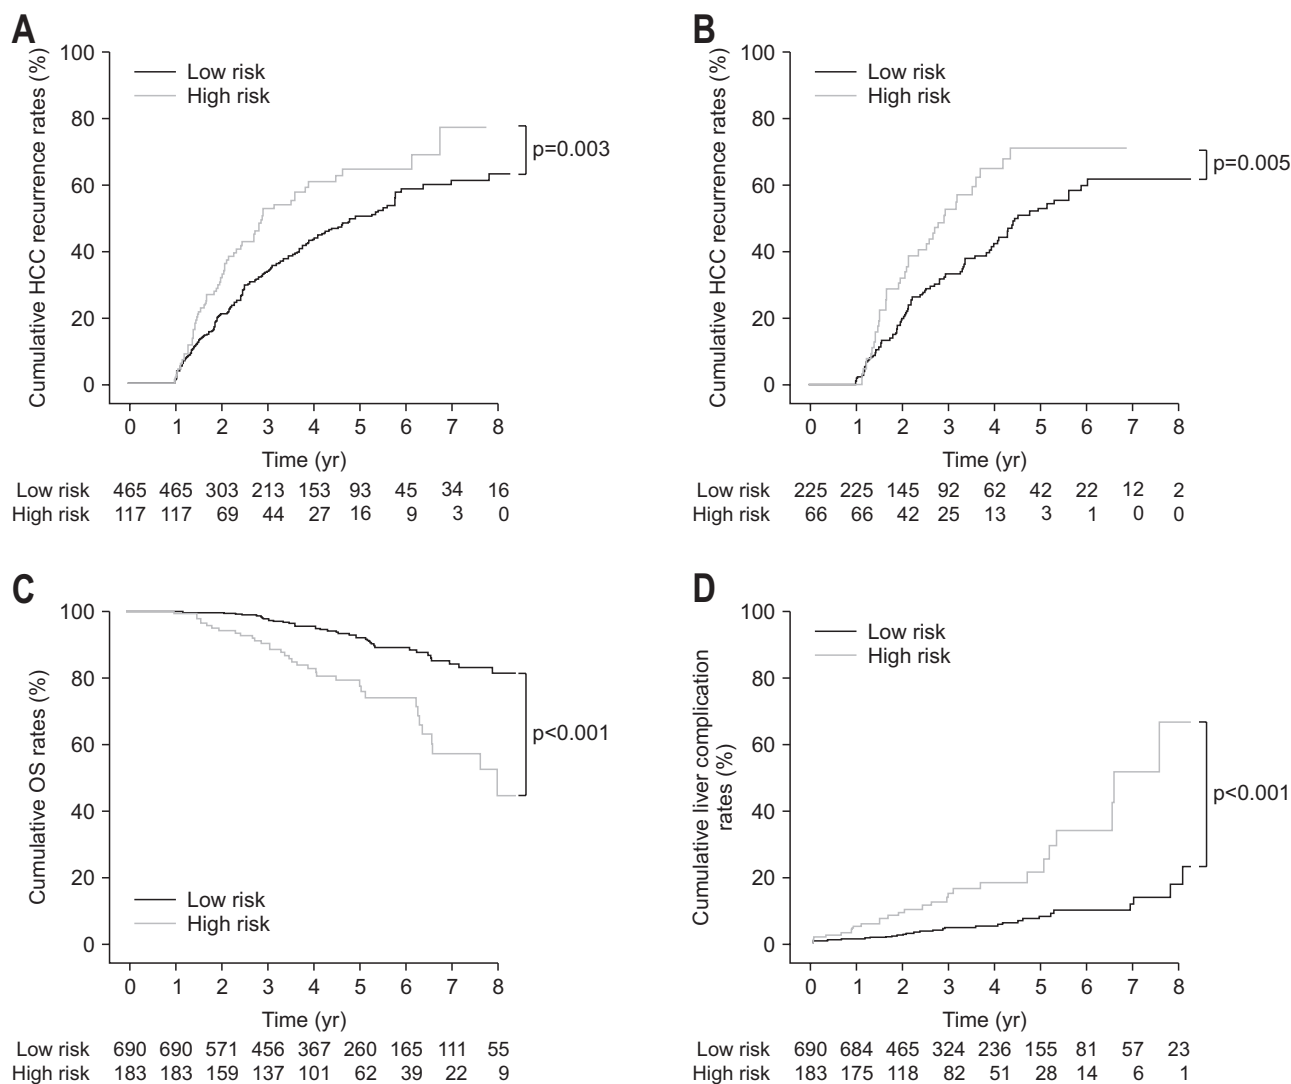 A
Cumulative HCC recurrence rates (%)
100
80
60
40
20
0
Low risk
High risk
p=0.003
0 1 2 3 4 5 6 7 8
Time (yr)
Low risk 465 465 303 213 153 93 45 34 16
High risk 117 117 69 44 27 16 9 3 0
B
Cumulative HCC recurrence rates (%)
100
80
60
40
20
0
Low risk
High risk
p=0.005
0 1 2 3 4 5 6 7 8
Time (yr)
Low risk 225 225 145 92 62 42 22 12 2
High risk 66 66 42 25 13 3 1 0 0
C
Cumulative OS rates (%)
100
80
60
40
20
0
Low risk
High risk
p<0.001
0 1 2 3 4 5 6 7 8
Time (yr)
Low risk 690 690 571 456 367 260 165 111 55
High risk 183 183 159 137 101 62 39 22 9
D
Cumulative liver complication
rates (%)
100
80
60
40
20
0
Low risk
High risk
p<0.001
0 1 2 3 4 5 6 7 8
Time (yr)
Low risk 690 684 465 324 236 155 81 57 23
High risk 183 175 118 82 51 28 14 6 1